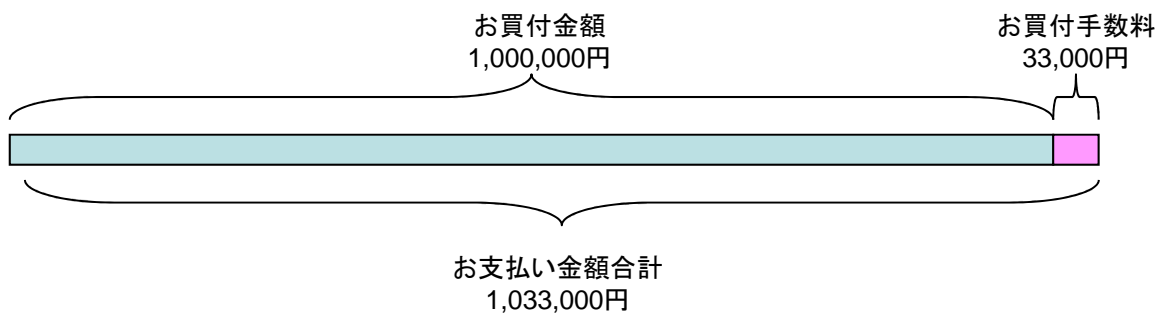 お買付金額
1,000,000円
お買付手数料
33,000円
お支払い金額合計
1,033,000円